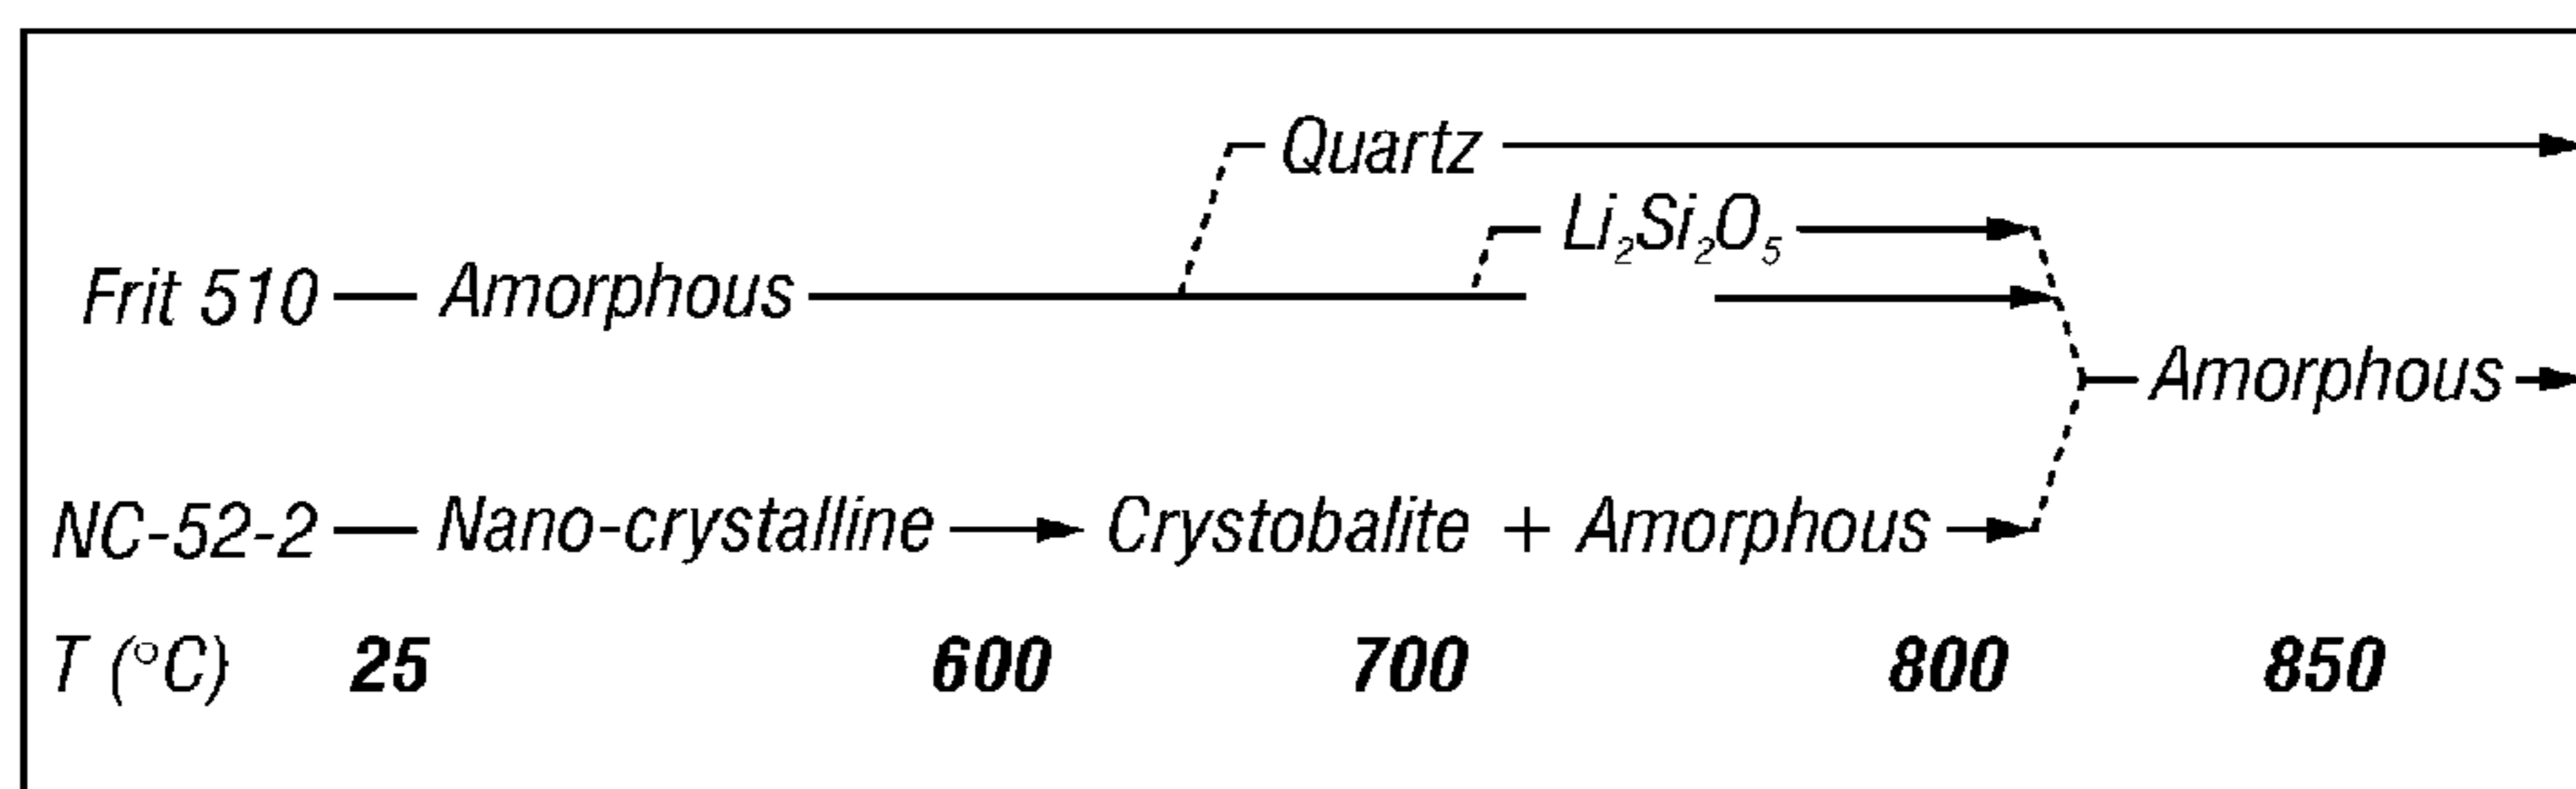 Quartz
Li₂Si₂O₅
Frit 510 — Amorphous
Amorphous
NC-52-2 — Nano-crystalline → Crystobalite + Amorphous
T (°C) 25 600 700 800 850